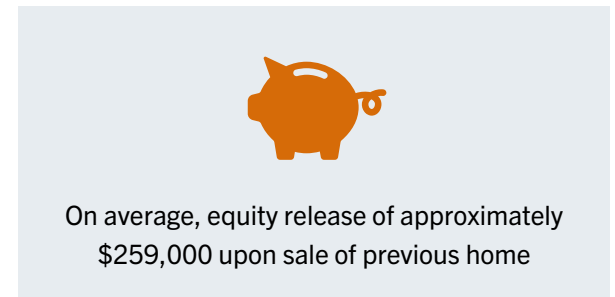 On average, equity release of approximately
$259,000 upon sale of previous home